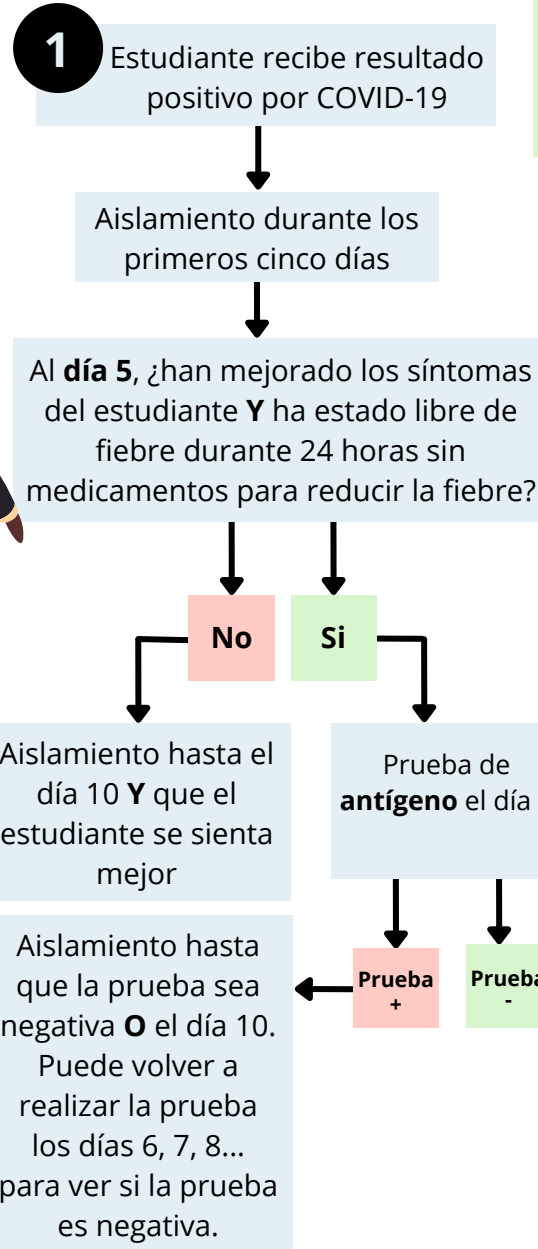 1
Estudiante recibe resultado
positivo por COVID-19
Aislamiento durante los
primeros cinco días
Al día 5, ¿han mejorado los síntomas
del estudiante Y ha estado libre de
fiebre durante 24 horas sin
medicamentos para reducir la fiebre?
No
Si
Aislamiento hasta el
día 10 Y que el
estudiante se sienta
mejor
Prueba de
antígeno el día
Prueba
+
Prueba
-
Aislamiento hasta
que la prueba sea
negativa O el día 10.
Puede volver a
realizar la prueba
los días 6, 7, 8...
para ver si la prueba
es negativa.